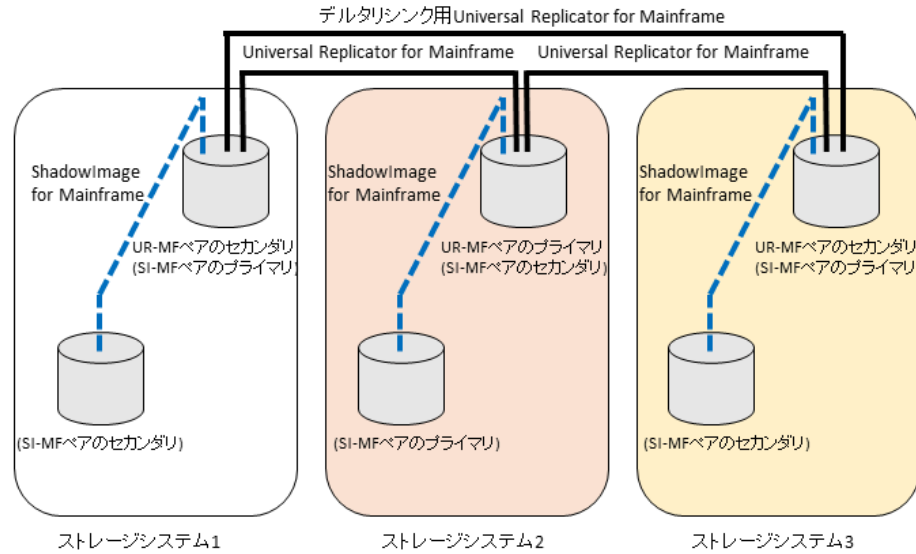 デルタリシンク用Universal Replicator for Mainframe
Universal Replicator for Mainframe
Universal Replicator for Mainframe
ShadowImage
for Mainframe
ShadowImage
for Mainframe
ShadowImage
for Mainframe
UR-MFペアのセカンダリ
(SI-MFペアのプライマリ)
UR-MFペアのプライマリ
(SI-MFペアのセカンダリ)
UR-MFペアのセカンダリ
(SI-MFペアのプライマリ)
(SI-MFペアのセカンダリ)
(SI-MFペアのプライマリ)
(SI-MFペアのセカンダリ)
ストレージシステム1
ストレージシステム2
ストレージシステム3